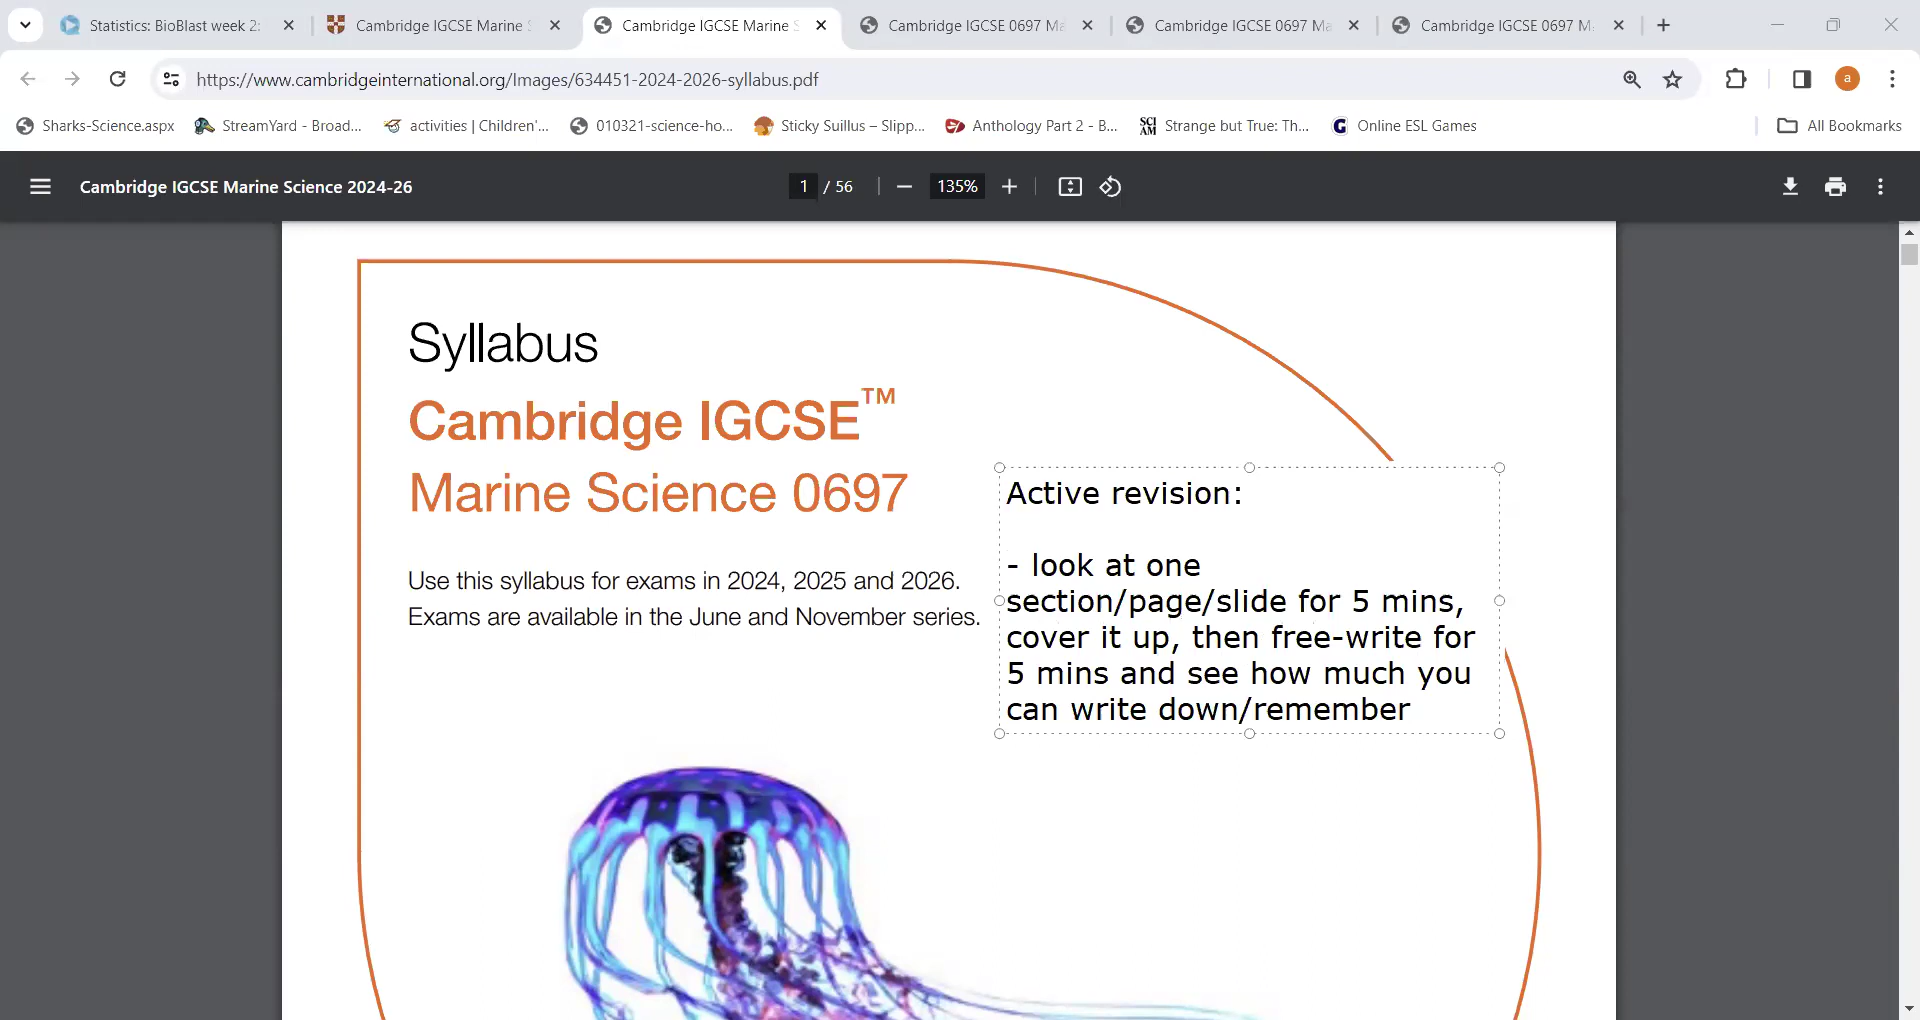 Statistics: BioBlast week 2:
Cambridge IGCSE Marine S
Cambridge IGCSE Marine S
Cambridge IGCSE 0697 Ma
Cambridge IGCSE 0697 Ma
Cambridge IGCSE 0697 M
https://www.cambridgeinternational.org/Images/634451-2024-2026-syllabus.pdf
a
Sharks-Science.aspx
StreamYard - Broad...
activities | Children'...
010321-science-ho...
Sticky Suillus – Slipp...
Anthology Part 2 - B...
SCI AM
Strange but True: Th...
G
Online ESL Games
All Bookmarks
Cambridge IGCSE Marine Science 2024-26
1 / 56
135%
Syllabus
Cambridge IGCSE™
Marine Science 0697
Use this syllabus for exams in 2024, 2025 and 2026.
Exams are available in the June and November series.
Active revision:
- look at one
section/page/slide for 5 mins,
cover it up, then free-write for
5 mins and see how much you
can write down/remember